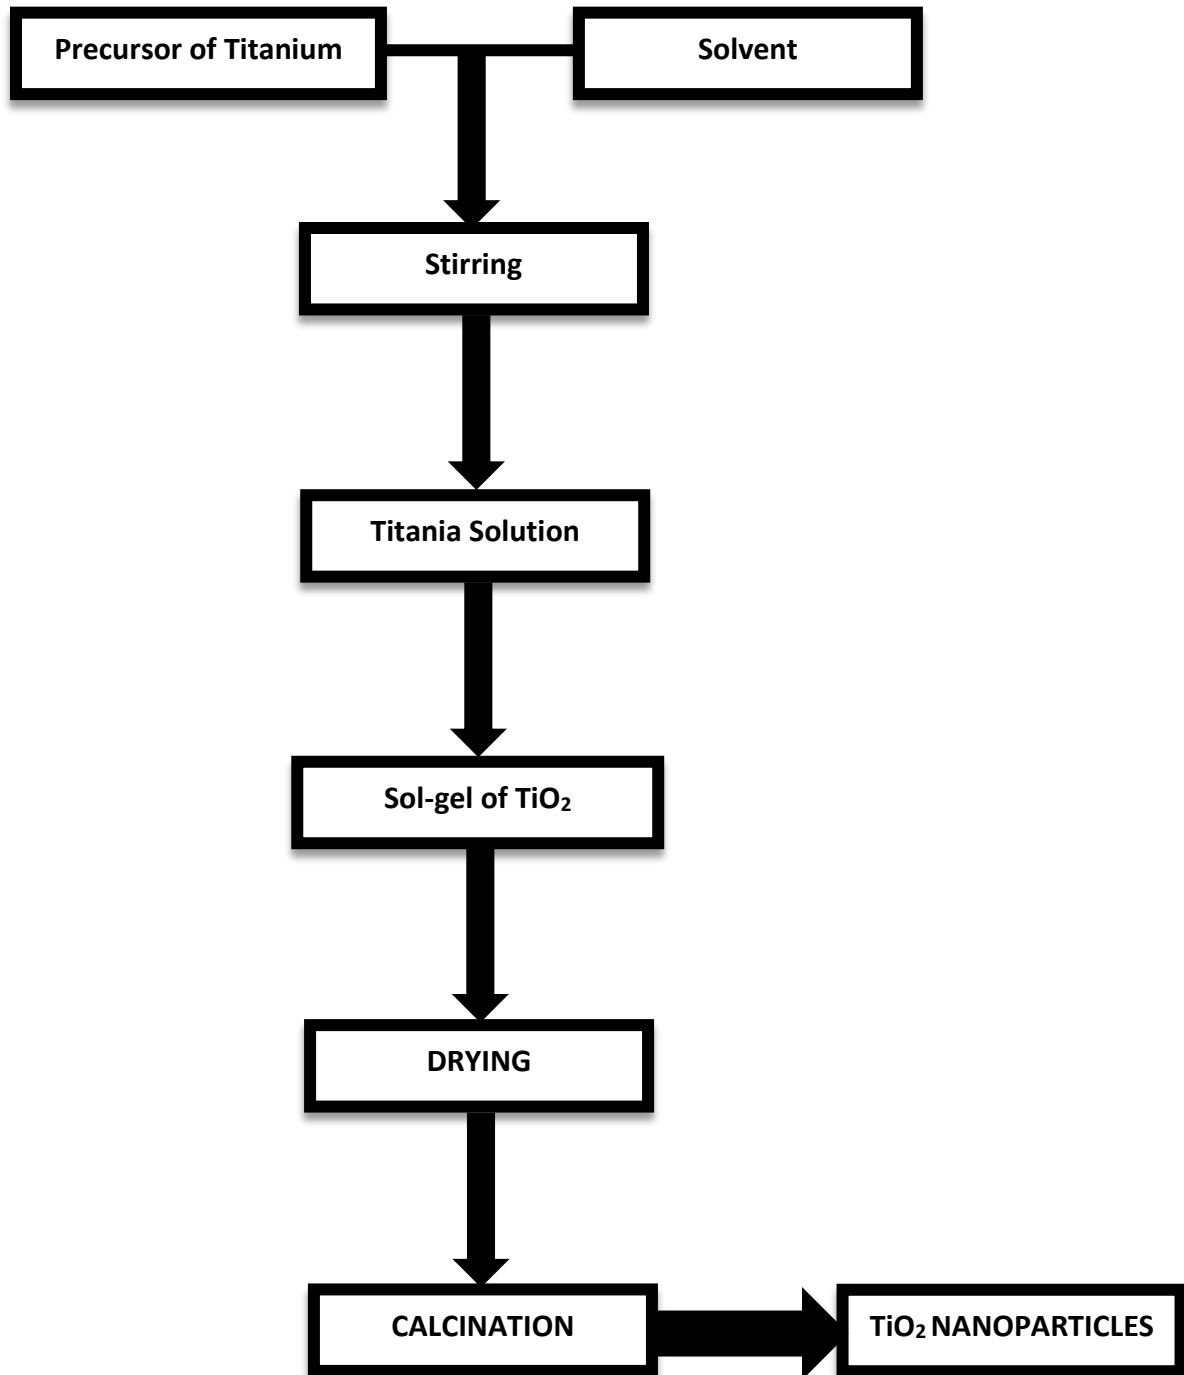 Precursor of Titanium
Solvent
Stirring
Titania Solution
Sol-gel of TiO₂
DRYING
CALCINATION
TiO₂ NANOPARTICLES